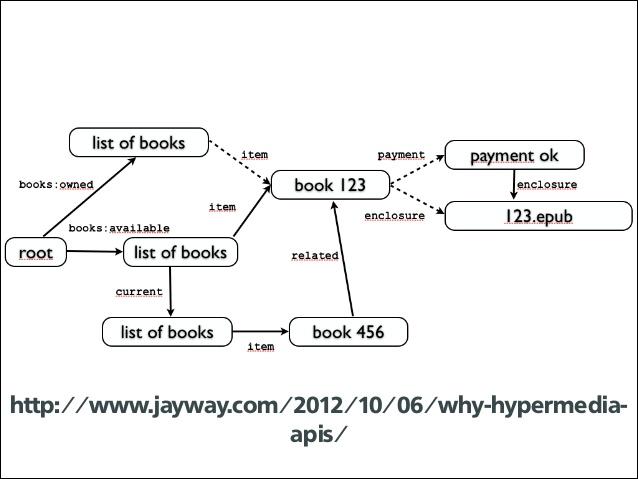 list of books
item
payment
payment ok
books:owned
book 123
enclosure
item
enclosure
123.epub
books:available
root
list of books
related
current
list of books
item
book 456
http://www.jayway.com/2012/10/06/why-hypermedia-
apis/